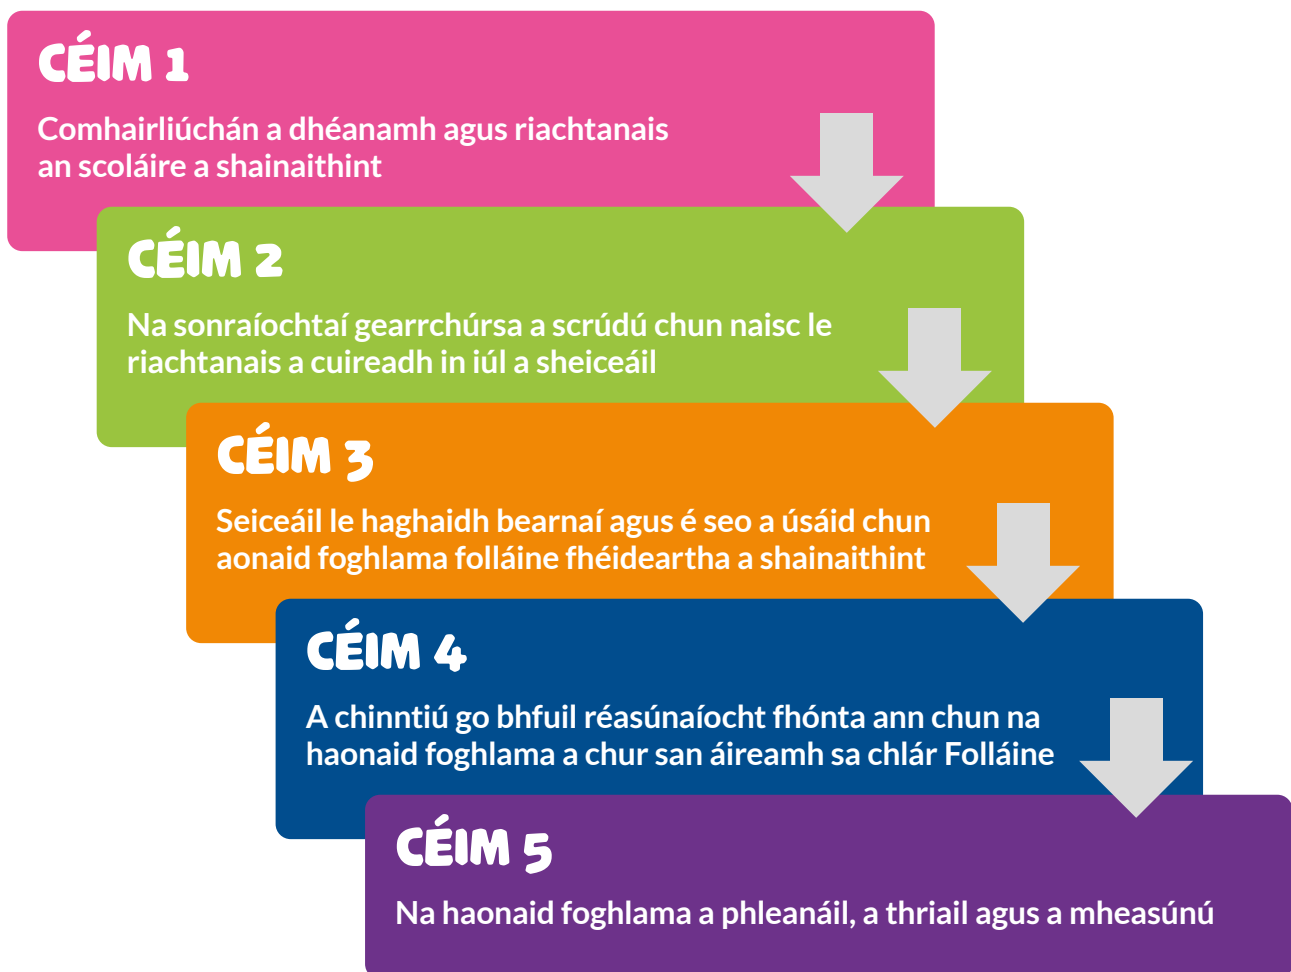 CÉIM 1
Comhairliúchán a dhéanamh agus riachtanais
an scoláire a shainaithint
CÉIM 2
Na sonraíochtaí gearrchúrsa a scrúdú chun naisc le
riachtanais a cuireadh in iúl a sheiceáil
CÉIM 3
Seiceáil le haghaidh bearnaí agus é seo a úsáid chun
aonaid foghlama folláine fhéideartha a shainaithint
CÉIM 4
A chinntiú go bhfuil réasúnaíocht fhónta ann chun na
haonaid foghlama a chur san áireamh sa chlár Folláine
CÉIM 5
Na haonaid foghlama a phleanáil, a thriail agus a mheasúnú